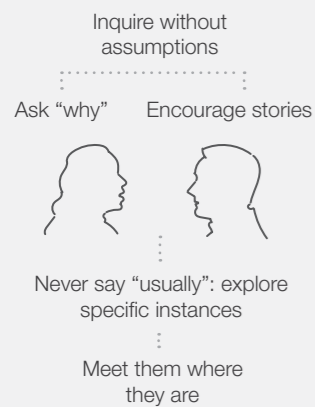 Inquire without
assumptions
Ask “why”
Encourage stories
Never say “usually”: explore
specific instances
Meet them where
they are